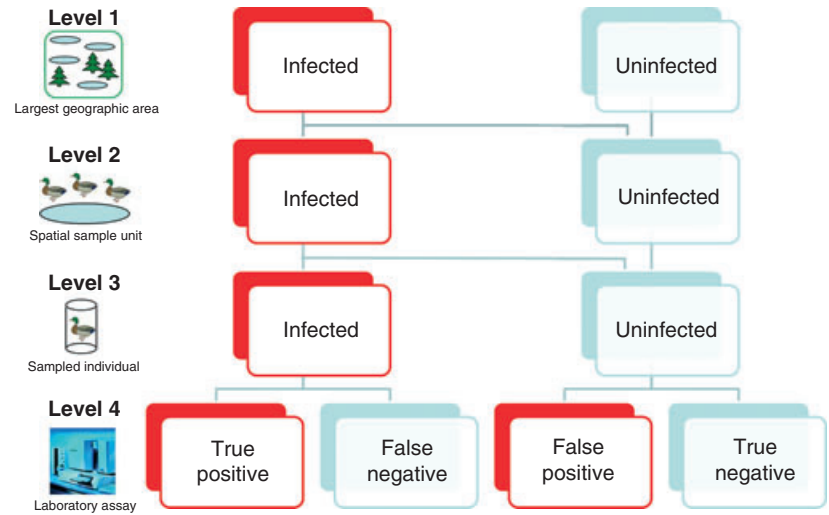 Level 1
Largest geographic area
Infected
Uninfected
Level 2
Spatial sample unit
Infected
Uninfected
Level 3
Sampled individual
Infected
Uninfected
Level 4
Laboratory assay
True
positive
False
negative
False
positive
True
negative